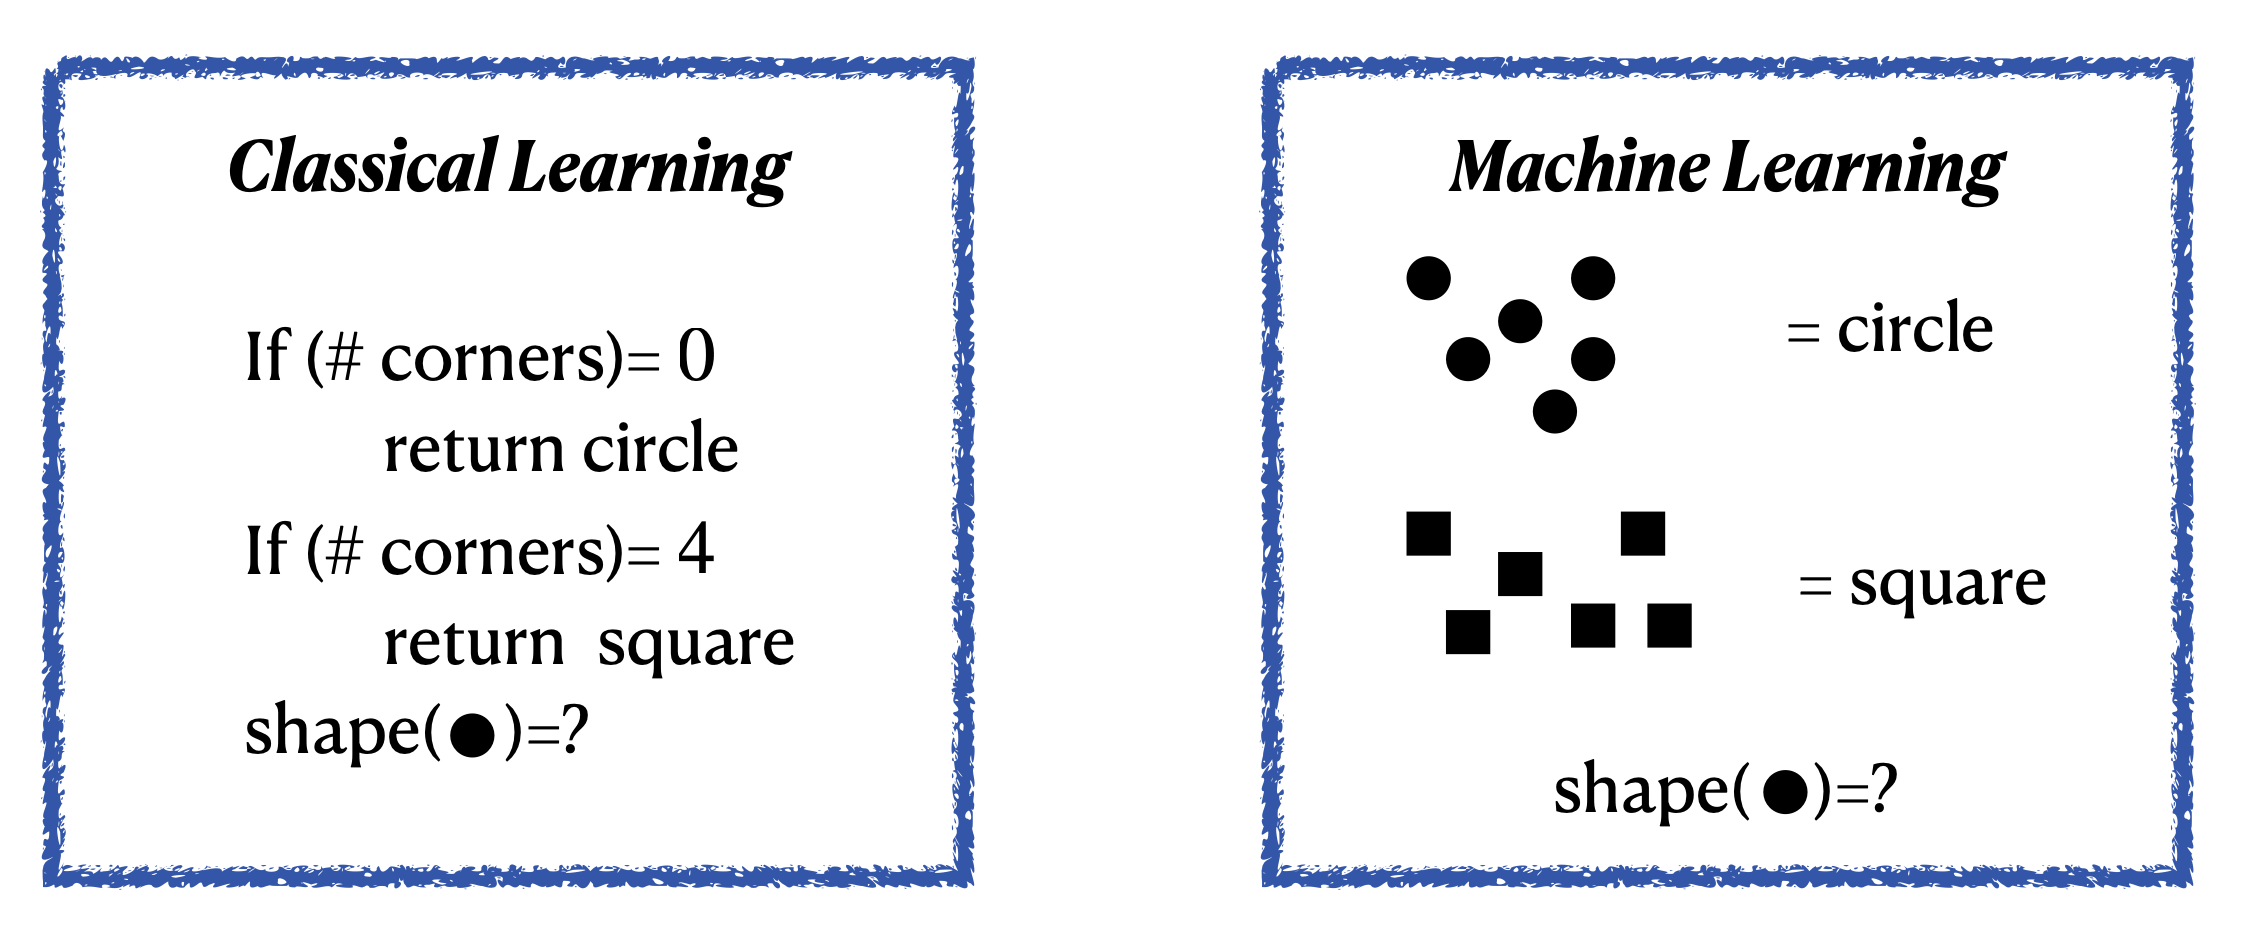 Classical Learning
If (# corners)= 0
return circle
If (# corners)= 4
return square
shape(●)=?
Machine Learning
= circle
= square
shape(●)=?